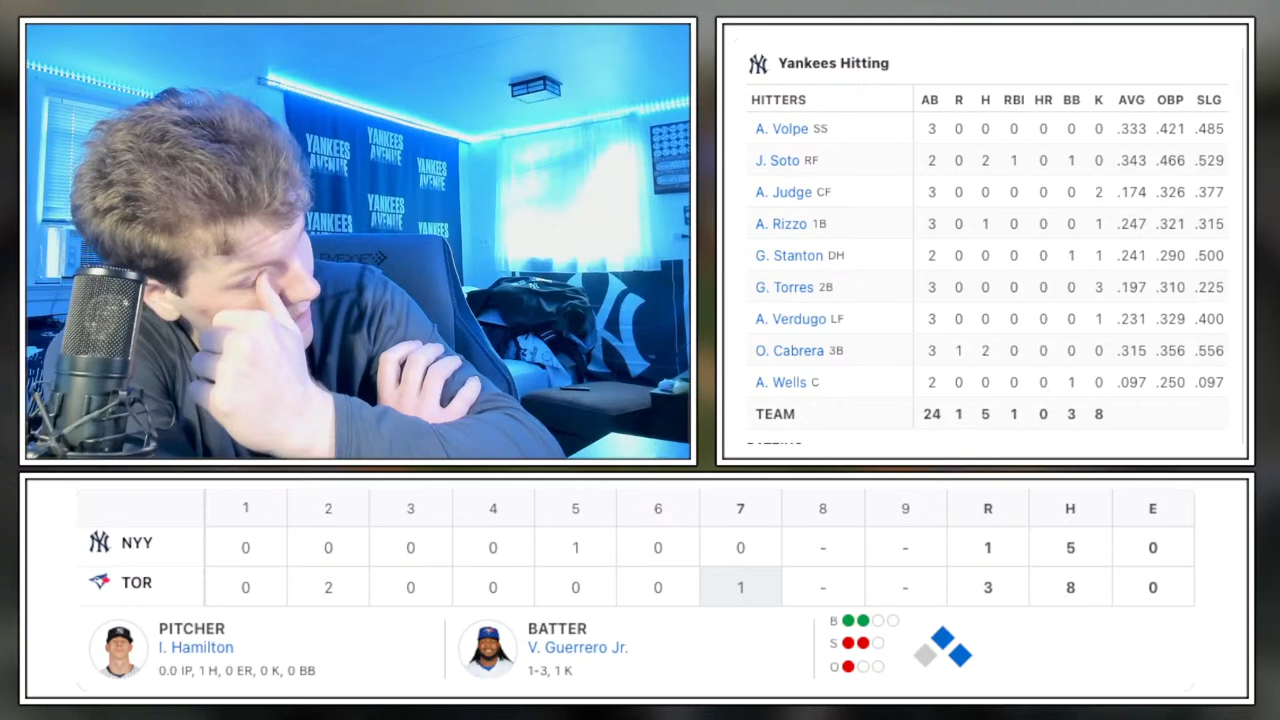 YANKEES AVENUE
YANKEES AVENUE
YANKEES AVENUE
YANKEES AVENUE
YANKEES AVENUE
YANKEES
Yankees Hitting
HITTERS AB R H RBI HR BB K AVG OBP SLG
A. Volpe SS 3 0 0 0 0 0 0 .333 .421 .485
J. Soto RF 2 0 2 1 0 1 0 .343 .466 .529
A. Judge CF 3 0 0 0 0 0 2 .174 .326 .377
A. Rizzo 1B 3 0 1 0 0 0 1 .247 .321 .315
G. Stanton DH 2 0 0 0 0 1 1 .241 .290 .500
G. Torres 2B 3 0 0 0 0 0 3 .197 .310 .225
A. Verdugo LF 3 0 0 0 0 0 1 .231 .329 .400
O. Cabrera 3B 3 1 2 0 0 0 0 .315 .356 .556
A. Wells C 2 0 0 0 0 1 0 .097 .250 .097
TEAM 24 1 5 1 0 3 8
1 2 3 4 5 6 7 8 9 R H E
NYY 0 0 0 0 1 0 0 - - 1 5 0
TOR 0 2 0 0 0 0 1 - - 3 8 0
PITCHER
I. Hamilton
0.0 IP, 1 H, 0 ER, 0 K, 0 BB
BATTER
V. Guerrero Jr.
1-3, 1 K
B
S
O